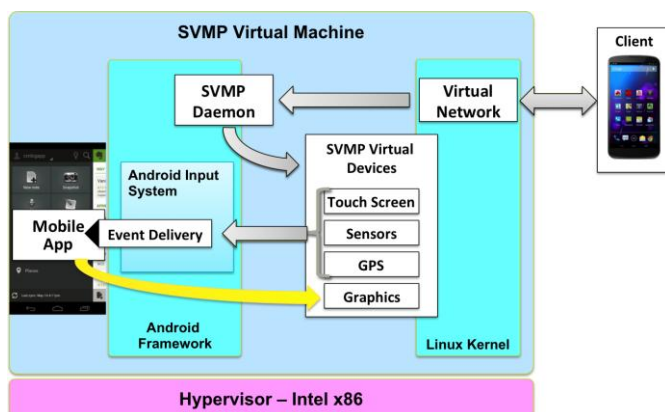 SVMP Virtual Machine
Client
SVMP
Daemon
Virtual
Network
SVMP Virtual
Devices
Android Input
System
Touch Screen
Mobile
App
Event Delivery
Sensors
GPS
Graphics
Android
Framework
Linux Kernel
Hypervisor – Intel x86